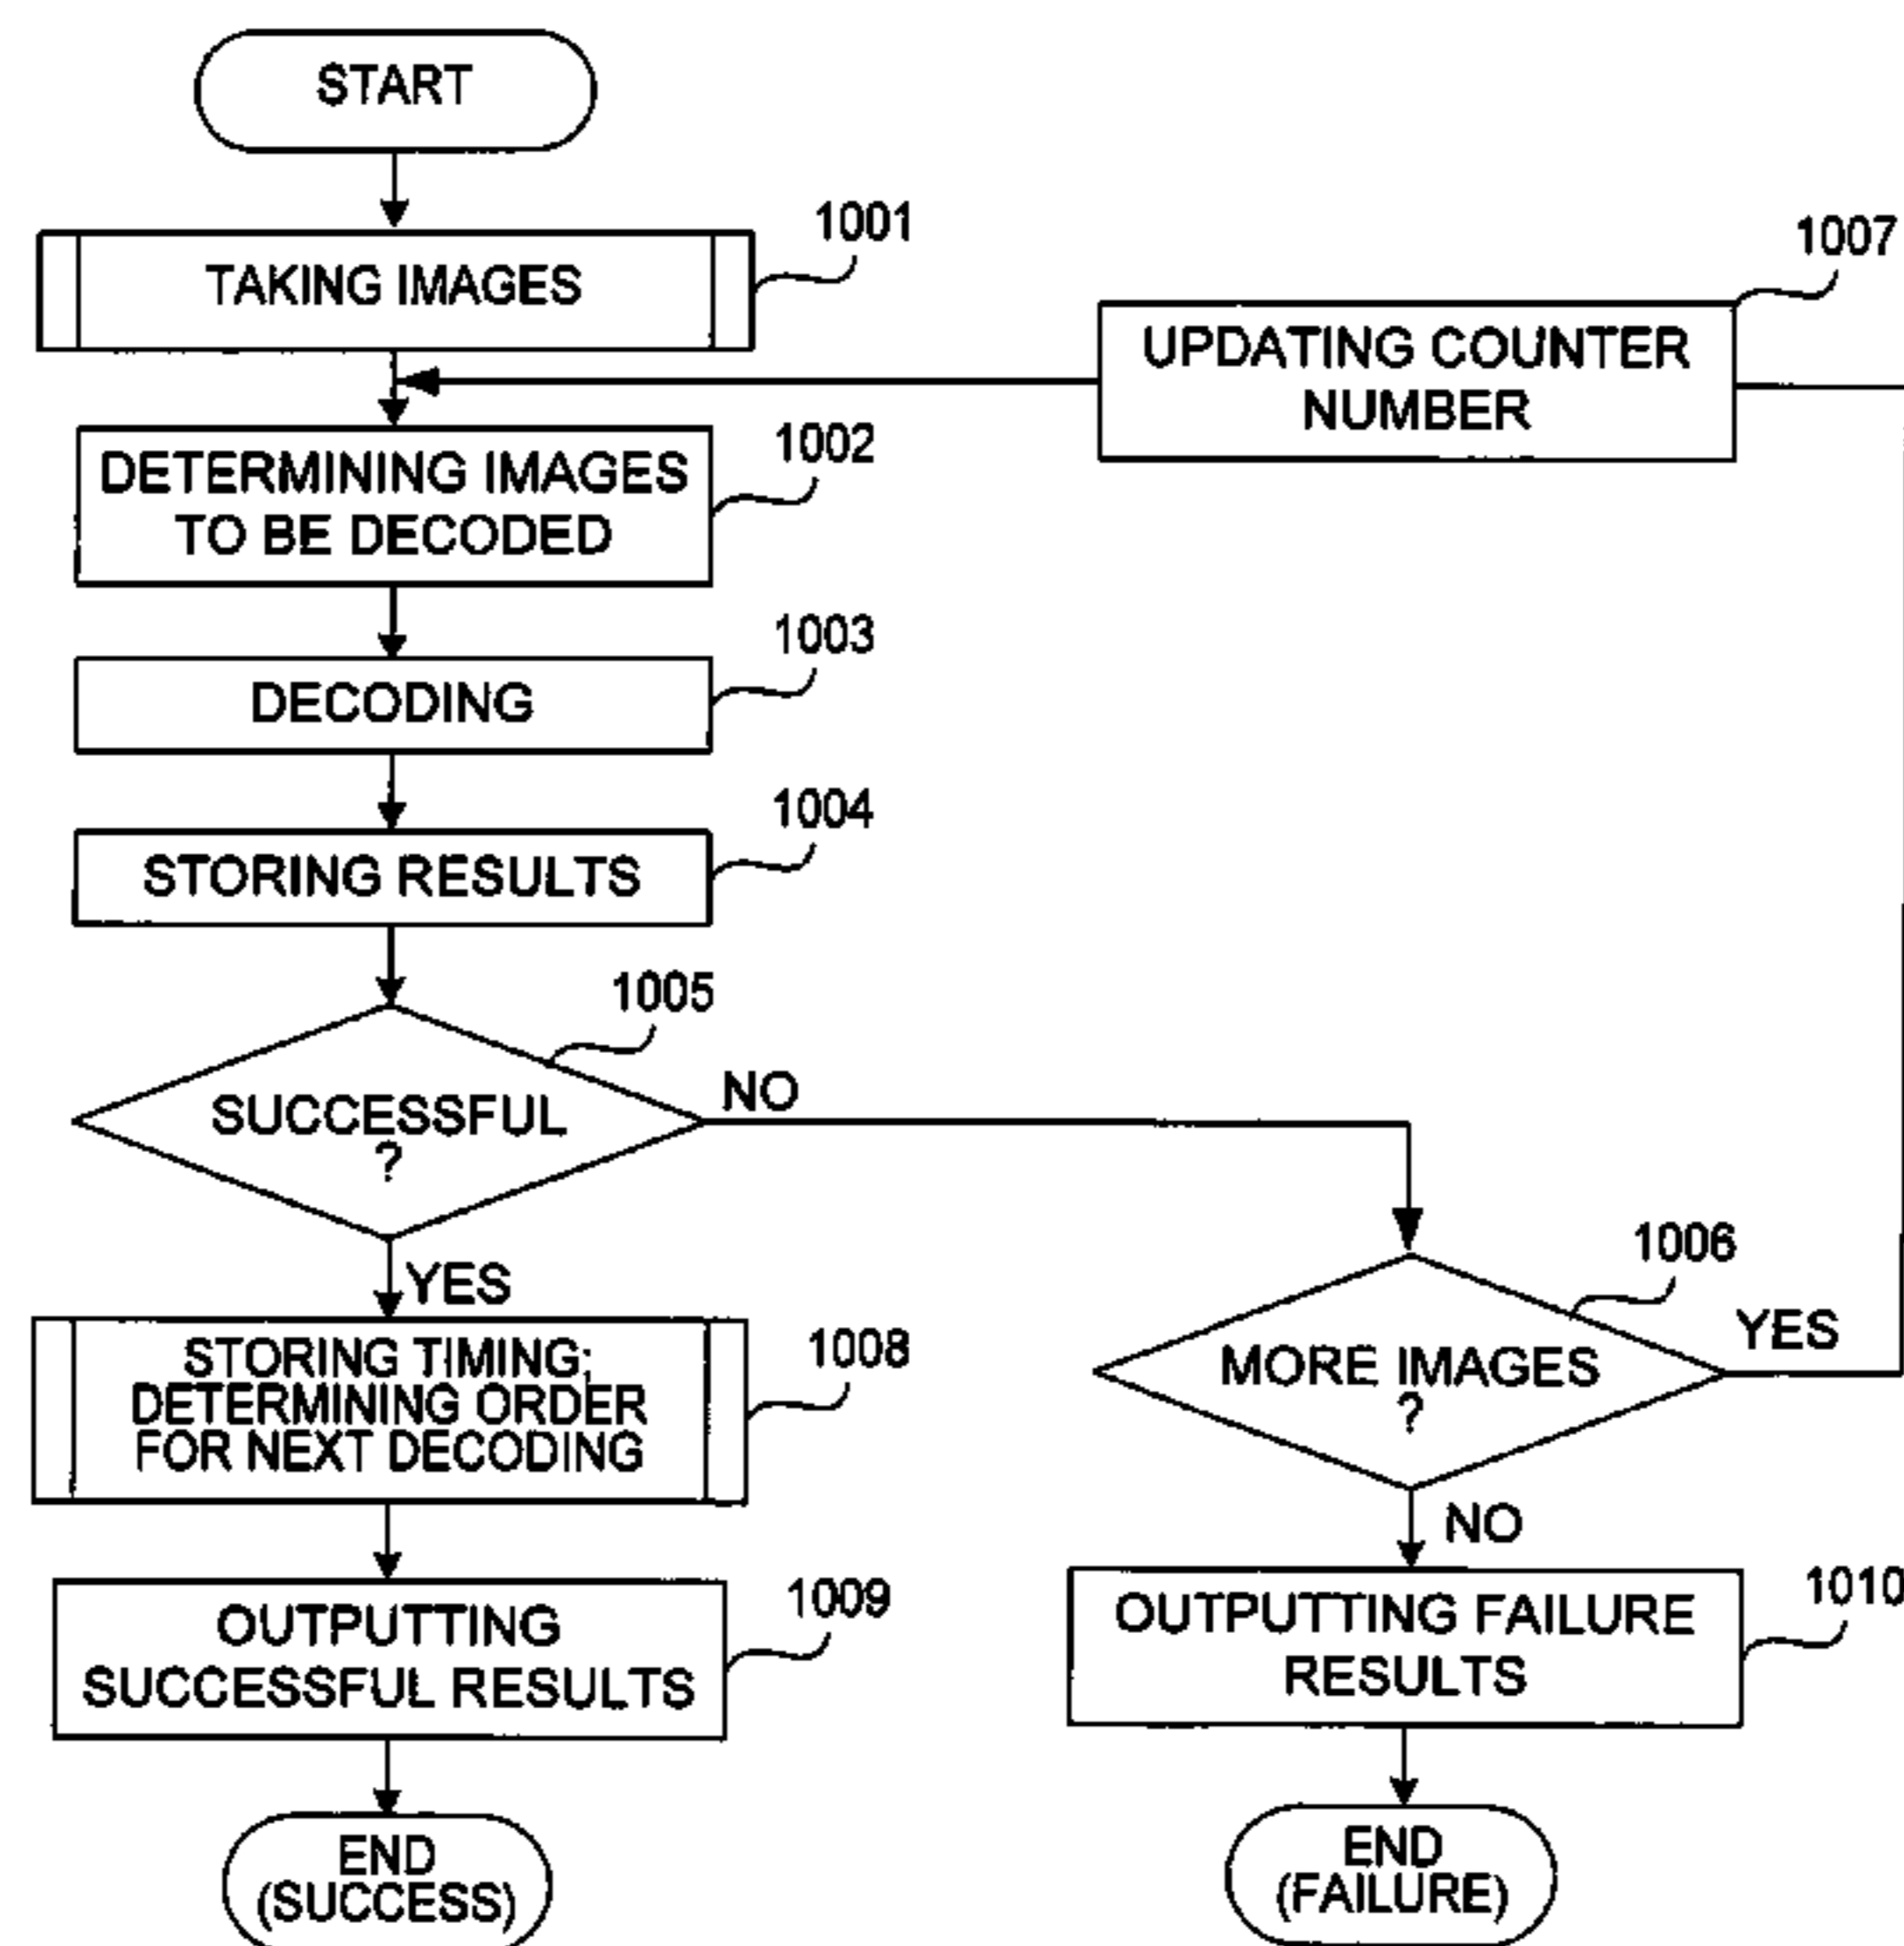 START
TAKING IMAGES
1001
UPDATING COUNTER
NUMBER
1007
DETERMINING IMAGES
TO BE DECODED
1002
DECODING
1003
STORING RESULTS
1004
SUCCESSFUL
?
1005
NO
YES
MORE IMAGES
?
1006
YES
NO
STORING TIMING;
DETERMINING ORDER
FOR NEXT DECODING
1008
OUTPUTTING
SUCCESSFUL RESULTS
1009
OUTPUTTING FAILURE
RESULTS
1010
END
(SUCCESS)
END
(FAILURE)